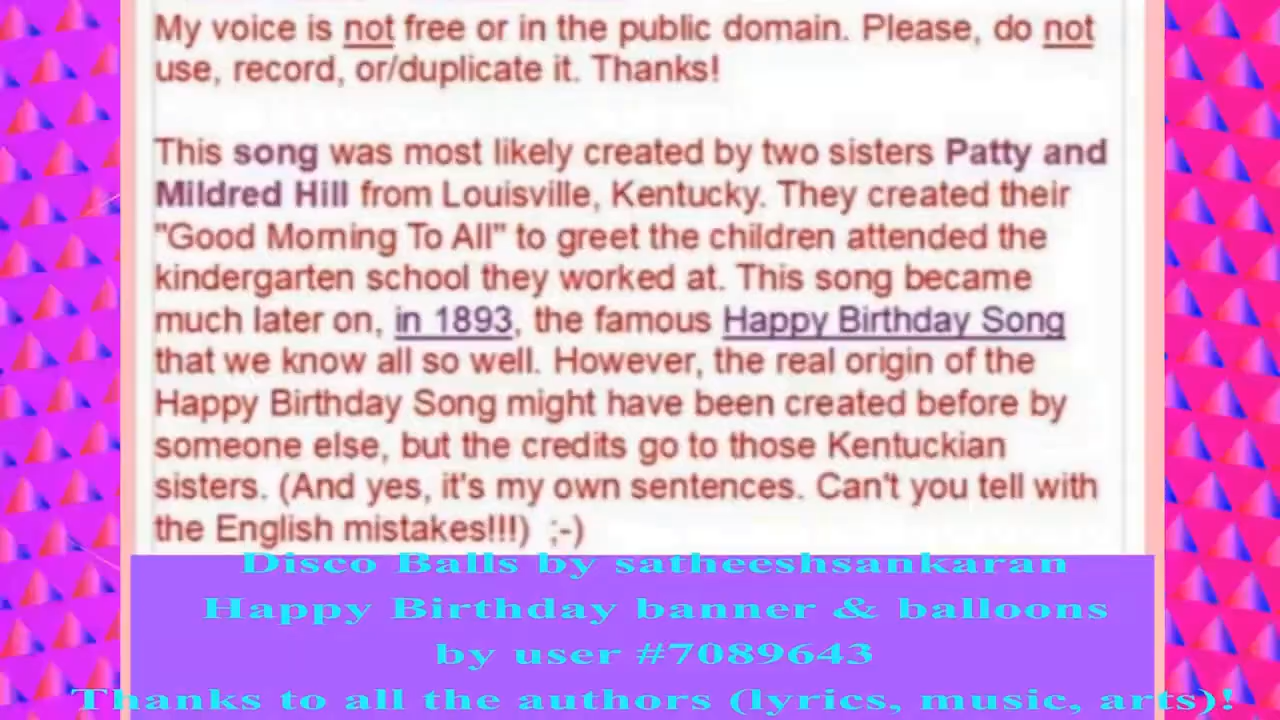 My voice is not free or in the public domain. Please, do not
use, record, or/duplicate it. Thanks!
This song was most likely created by two sisters Patty and
Mildred Hill from Louisville, Kentucky. They created their
"Good Morning To All" to greet the children attended the
kindergarten school they worked at. This song became
much later on, in 1893, the famous Happy Birthday Song
that we know all so well. However, the real origin of the
Happy Birthday Song might have been created before by
someone else, but the credits go to those Kentuckian
sisters. (And yes, it's my own sentences. Can't you tell with
the English mistakes!!!) ;-)
Disco Balls by satheeshsankaran
Happy Birthday banner & balloons
by user #7089643
Thanks to all the authors (lyrics, music, arts)!